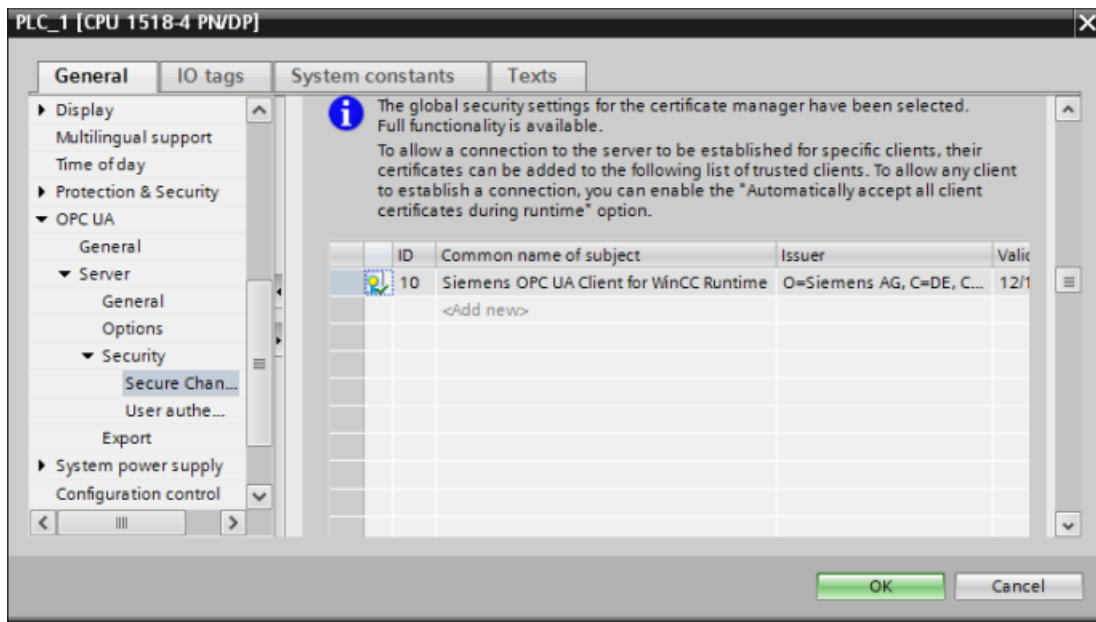 PLC_1 [CPU 1518-4 PN/DP]
General
IO tags
System constants
Texts
Display
Multilingual support
Time of day
Protection & Security
OPC UA
General
Server
General
Options
Security
Secure Chan...
User authe...
Export
System power supply
Configuration control
The global security settings for the certificate manager have been selected.
Full functionality is available.
To allow a connection to the server to be established for specific clients, their
certificates can be added to the following list of trusted clients. To allow any client
to establish a connection, you can enable the "Automatically accept all client
certificates during runtime" option.
ID Common name of subject Issuer Valid
10 Siemens OPC UA Client for WinCC Runtime O=Siemens AG, C=DE, C... 12/1
<Add new>
OK
Cancel